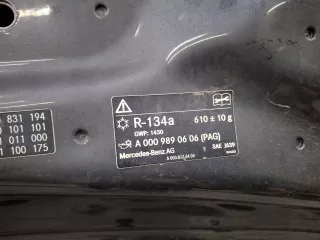 831 194
101 101
011 000
100 175
R-134a 610 ± 10 g
GWP: 1430
A 000 989 06 06 (PAG)
Mercedes-Benz AG SAE J639